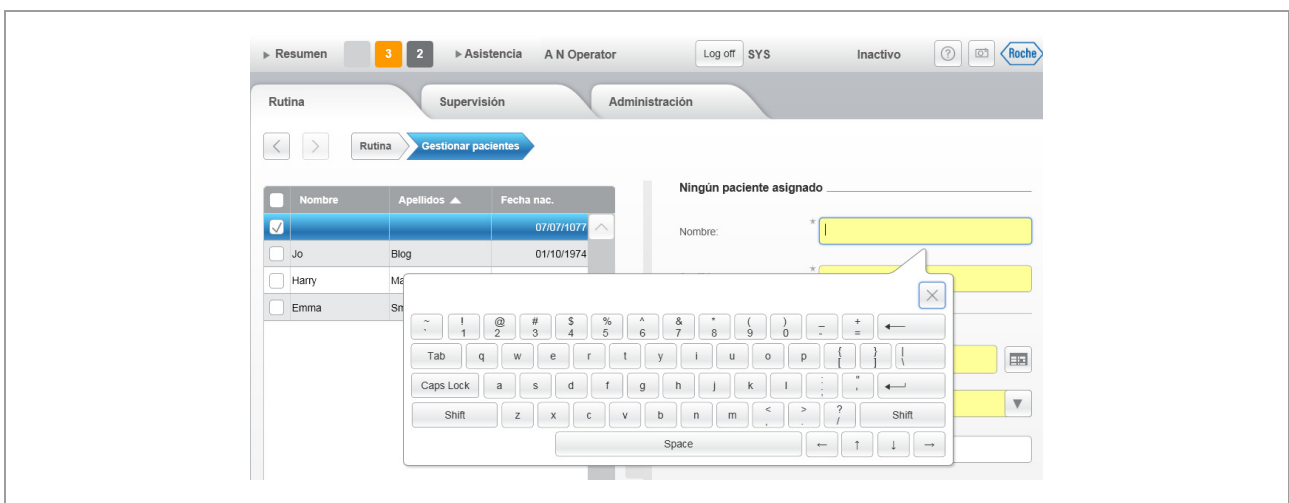 Resumen 3 2 Asistencia A N Operator Log off SYS Inactivo ? Roche
Rutina Supervisión Administración
Rutina Gestionar pacientes
Ningún paciente asignado
Nombre Apellidos Fecha nac.
07/07/1077
Nombre: *
Jo Blog 01/10/1974
*
Harry Ma
Emma Sm
~ ` ! 1 @ 2 # 3 $ 4 % 5 ^ 6 & 7 * 8 ( 9 ) 0 _ - + = ←
Tab q w e r t y i u o p { [ } ] | \
Caps Lock a s d f g h j k l : ; " '
Shift z x c v b n m < , > . ? / Shift
Space ← ↑ ↓ →